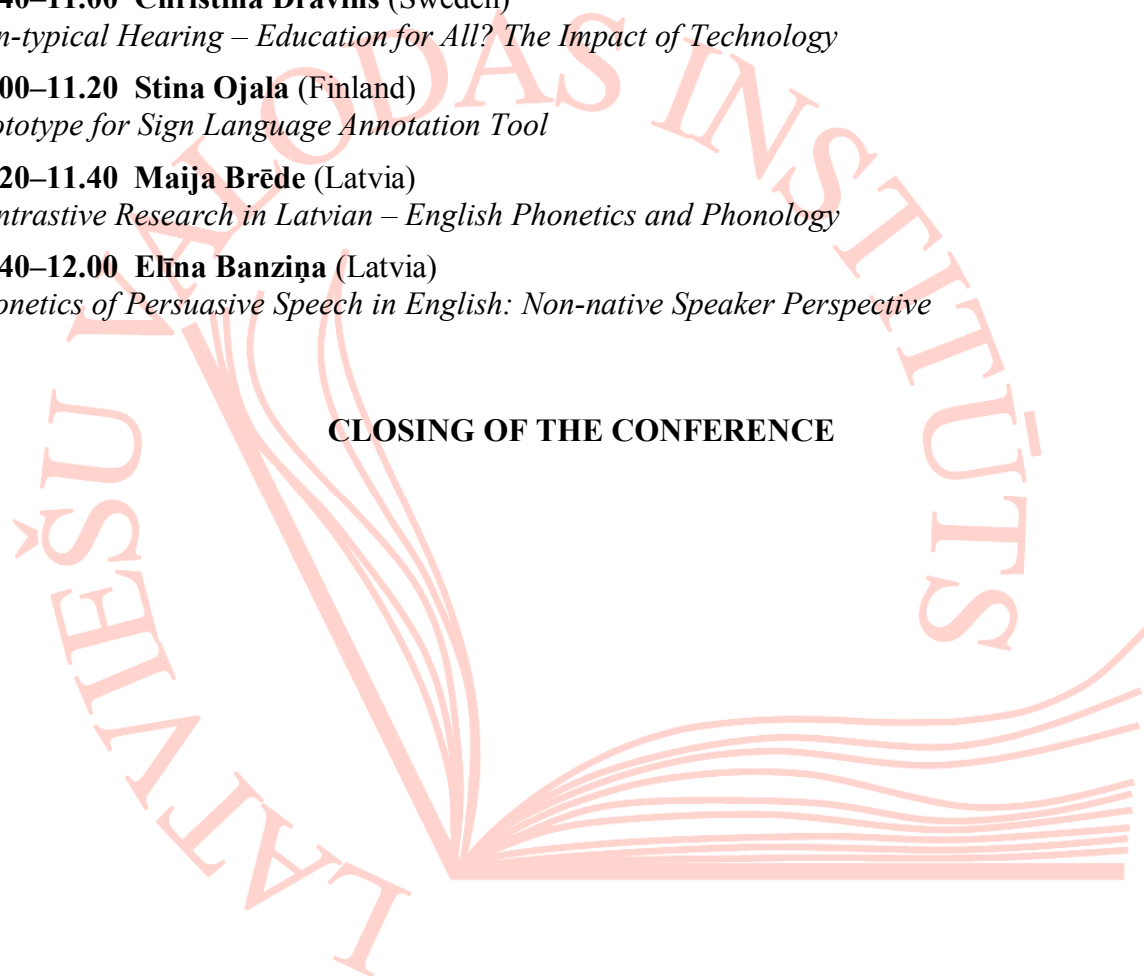 40–11.00 Christina Dravins (Sweden)
n-typical Hearing – Education for All? The Impact of Technology
00–11.20 Stina Ojala (Finland)
ototype for Sign Language Annotation Tool
20–11.40 Maija Brēde (Latvia)
ntrastive Research in Latvian – English Phonetics and Phonology
40–12.00 Elīna Banziņa (Latvia)
onetics of Persuasive Speech in English: Non-native Speaker Perspective
CLOSING OF THE CONFERENCE
LATVIEŠU VALODAS INSTITŪTS